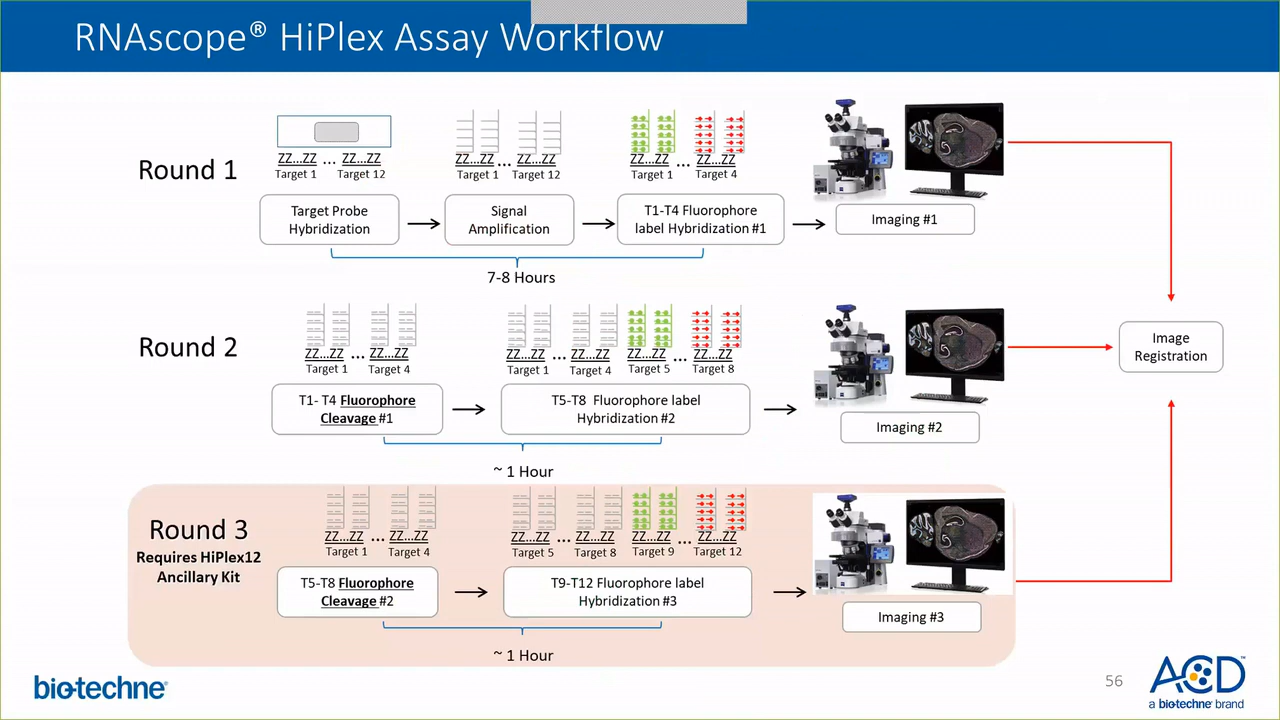 RNAscope® HiPlex Assay Workflow
Round 1
ZZ...ZZ ... ZZ...ZZ
Target 1 Target 12
ZZ...ZZ ... ZZ...ZZ
Target 1 Target 12
ZZ...ZZ ... ZZ...ZZ
Target 1 Target 4
Target Probe
Hybridization
Signal
Amplification
T1-T4 Fluorophore
label Hybridization #1
Imaging #1
7-8 Hours
Round 2
ZZ...ZZ ... ZZ...ZZ
Target 1 Target 4
ZZ...ZZ ... ZZ...ZZ ZZ...ZZ ... ZZ...ZZ
Target 1 Target 4 Target 5 Target 8
T1- T4 Fluorophore
Cleavage #1
T5-T8 Fluorophore label
Hybridization #2
Imaging #2
~ 1 Hour
Image
Registration
Round 3
Requires HiPlex12
Ancillary Kit
ZZ...ZZ ... ZZ...ZZ
Target 1 Target 4
ZZ...ZZ ... ZZ...ZZ ZZ...ZZ ... ZZ...ZZ
Target 5 Target 8 Target 9 Target 12
T5-T8 Fluorophore
Cleavage #2
T9-T12 Fluorophore label
Hybridization #3
Imaging #3
~ 1 Hour
bio-techne®
56
ACD™
a bio-techne® brand